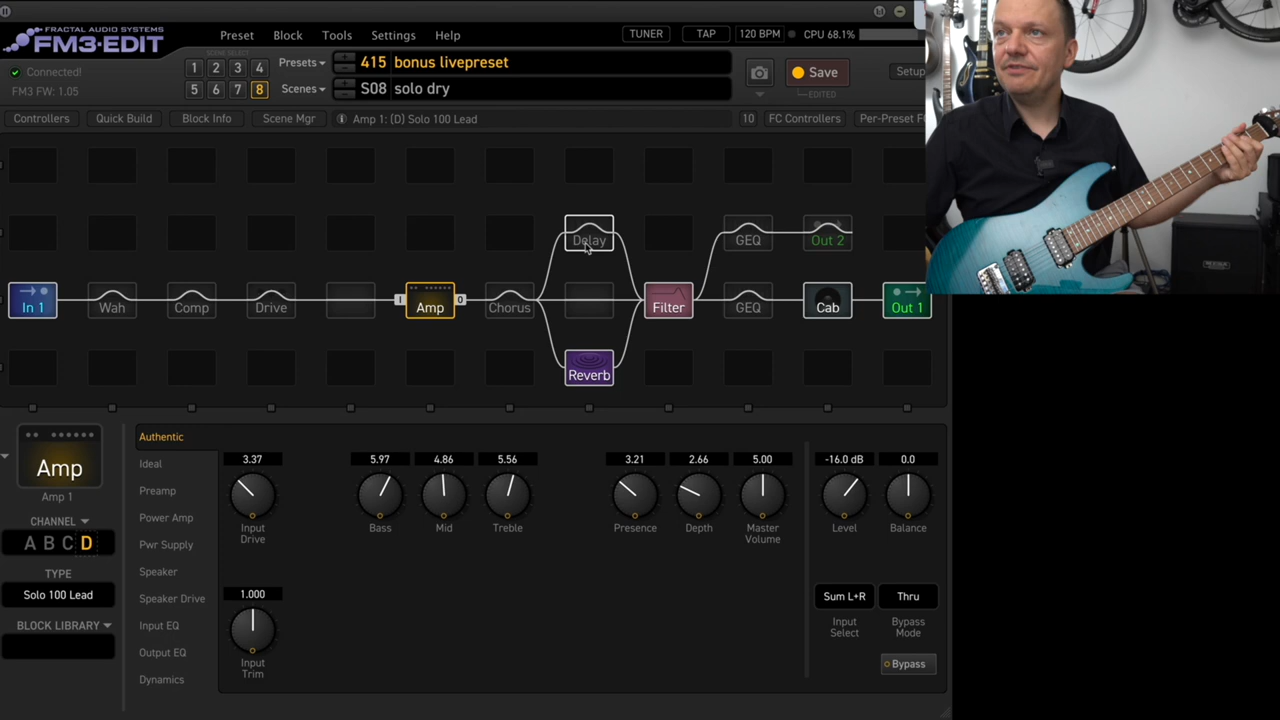 FRACTAL AUDIO SYSTEMS
FM3-EDIT
Preset Block Tools Settings Help
TUNER TAP 120 BPM CPU 68.1%
SCENE SELECT
1 2 3 4
5 6 7 8
Presets 415 bonus livepreset
Scenes S08 solo dry
Save
EDITED
Setup
Connected!
FM3 FW: 1.05
Controllers Quick Build Block Info Scene Mgr Amp 1: (D) Solo 100 Lead 10 FC Controllers Per-Preset F
Delay GEQ Out 2
In 1 Wah Comp Drive I Amp O Chorus Filter GEQ Cab Out 1
Reverb
Amp
Amp 1
CHANNEL
A B C D
TYPE
Solo 100 Lead
BLOCK LIBRARY
Authentic
Ideal
Preamp
Power Amp
Pwr Supply
Speaker
Speaker Drive
Input EQ
Output EQ
Dynamics
3.37 5.97 4.86 5.56 3.21 2.66 5.00 -16.0 dB 0.0
Input Drive Bass Mid Treble Presence Depth Master Volume Level Balance
1.000
Input Trim
Sum L+R Thru
Input Select Bypass Mode
Bypass